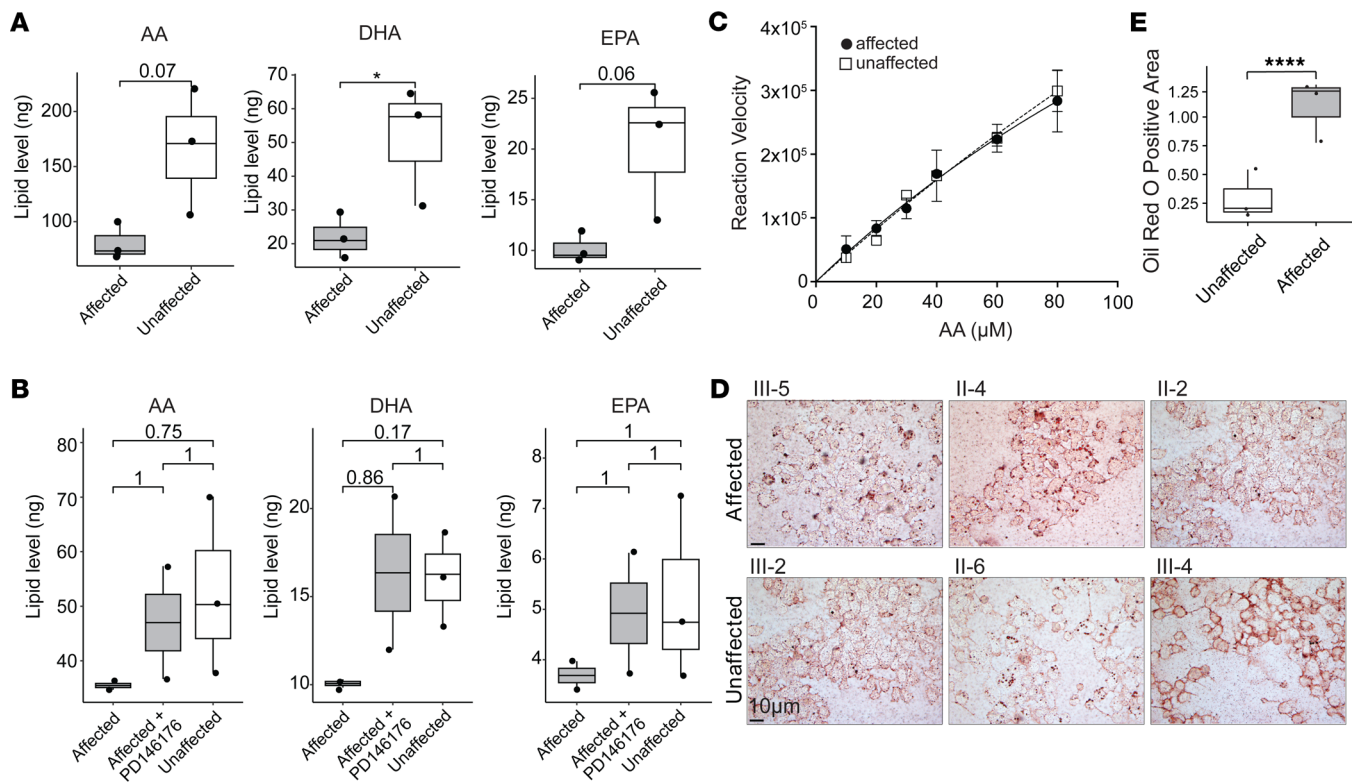 A
AA
Lipid level (ng)
200
150
100
0.07
Affected
Unaffected
DHA
Lipid level (ng)
70
60
50
40
30
20
*
Affected
Unaffected
EPA
Lipid level (ng)
25
20
15
10
0.06
Affected
Unaffected
C
Reaction Velocity
4x10⁵
3x10⁵
2x10⁵
1x10⁵
0
affected
unaffected
0 20 40 60 80 100
AA (µM)
E
Oil Red O Positive Area
1.25
1.00
0.75
0.50
0.25
****
Unaffected
Affected
B
AA
Lipid level (ng)
80
70
60
50
40
0.75
1
1
Affected
Affected +
PD146176
Unaffected
DHA
Lipid level (ng)
20
15
10
0.17
1
0.86
Affected
Affected +
PD146176
Unaffected
EPA
Lipid level (ng)
8
7
6
5
4
1
1
1
Affected
Affected +
PD146176
Unaffected
D
III-5 II-4 II-2
Affected
III-2 II-6 III-4
Unaffected
10µm